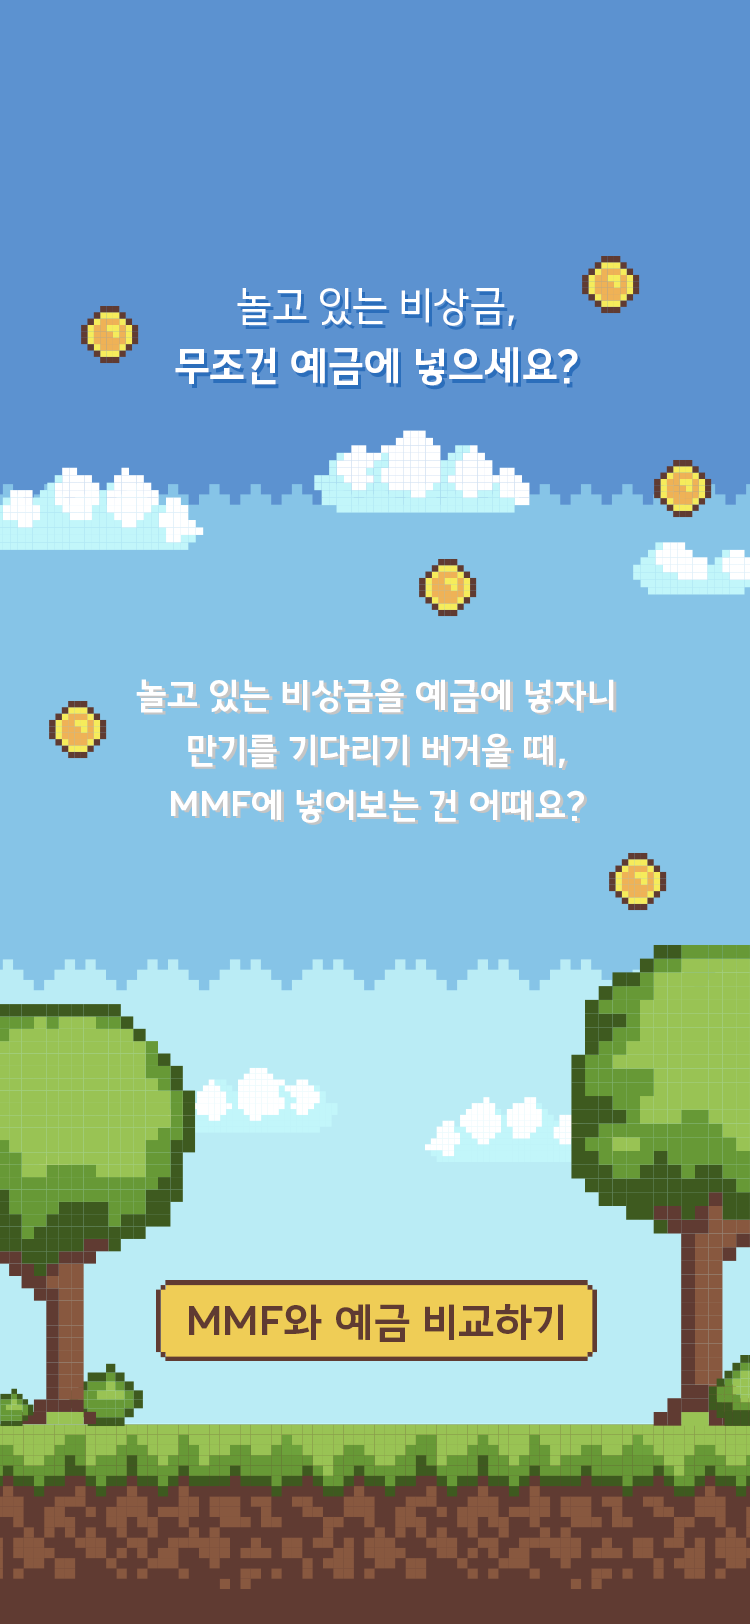 놀고 있는 비상금,
무조건 예금에 넣으세요?
놀고 있는 비상금을 예금에 넣자니
만기를 기다리기 버거울 때,
MMF에 넣어보는 건 어때요?
MMF와 예금 비교하기